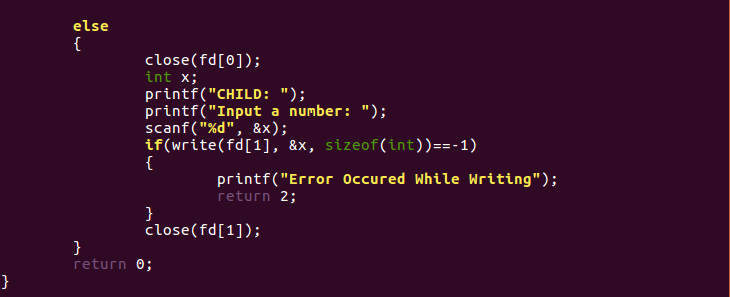 else
{
close(fd[0]);
int x;
printf("CHILD: ");
printf("Input a number: ");
scanf("%d", &x);
if(write(fd[1], &x, sizeof(int))==-1)
{
printf("Error Occured While Writing");
return 2;
}
close(fd[1]);
}
return 0;
}